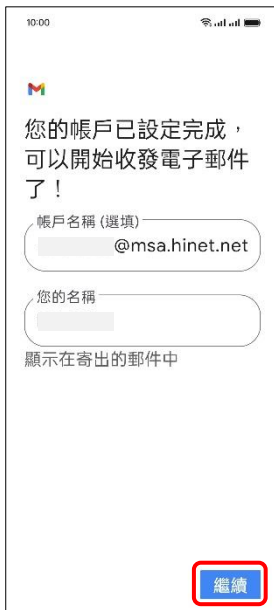 10:00
您的帳戶已設定完成，
可以開始收發電子郵件
了！
帳戶名稱 (選填)
@msa.hinet.net
您的名稱
顯示在寄出的郵件中
繼續